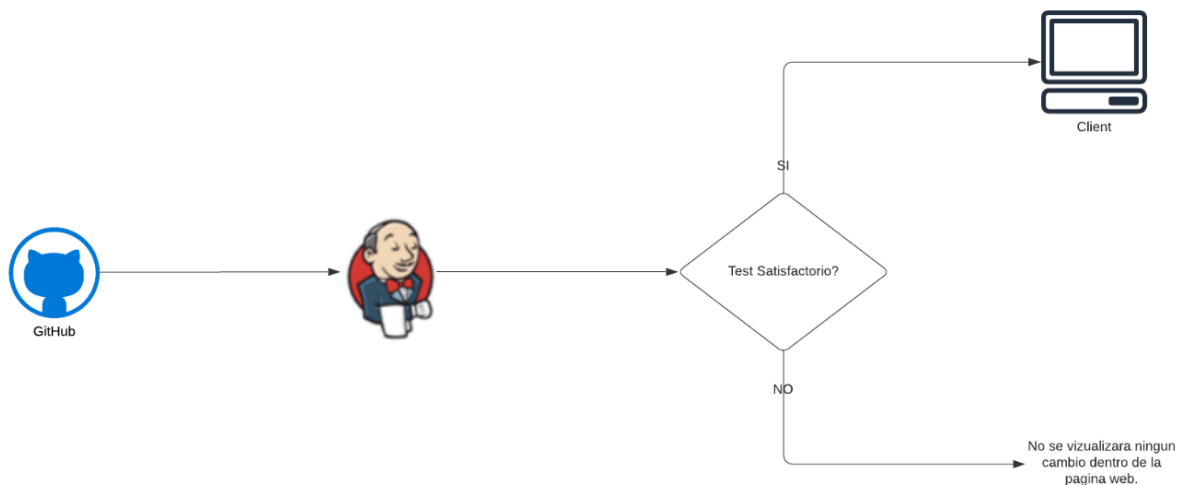 Client
SI
GitHub
Test Satisfactorio?
NO
No se vizualizara ningun
cambio dentro de la
pagina web.